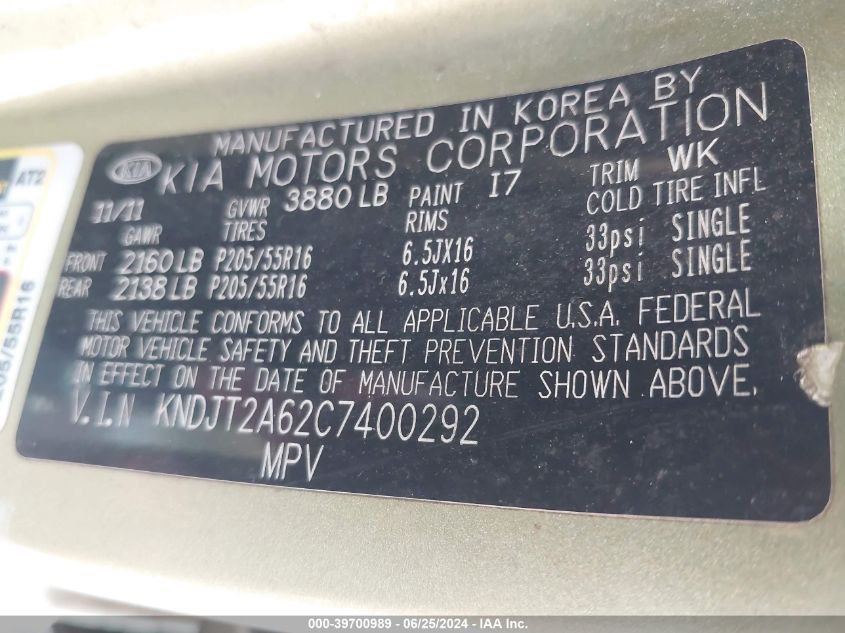 MANUFACTURED IN KOREA BY
KIA KIA MOTORS CORPORATION
11/11 GVWR 3880 LB PAINT I7 TRIM WK
GAWR TIRES RIMS COLD TIRE INFL
FRONT 2160 LB P205/55R16 6.5JX16 33psi SINGLE
REAR 2138 LB P205/55R16 6.5Jx16 33psi SINGLE
THIS VEHICLE CONFORMS TO ALL APPLICABLE U.S.A. FEDERAL
MOTOR VEHICLE SAFETY AND THEFT PREVENTION STANDARDS
IN EFFECT ON THE DATE OF MANUFACTURE SHOWN ABOVE.
V.I.N KNDJT2A62C7400292
MPV
AT2
205/55R16
000-39700989 - 06/25/2024 - IAA Inc.